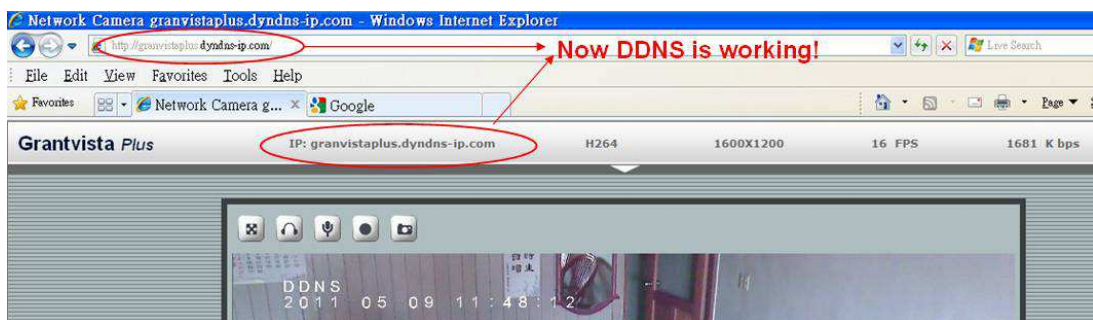 Network Camera granvistaplus.dyndns-ip.com - Windows Internet Explorer
http://granvistaplus.dyndns-ip.com/
Now DDNS is working!
Live Search
File Edit View Favorites Tools Help
Favorites
Network Camera g...
Google
Page
Grantvista Plus
IP: granvistaplus.dyndns-ip.com
H264
1600X1200
16 FPS
1681 K bps
DDNS
2011 05 09 11:48:12